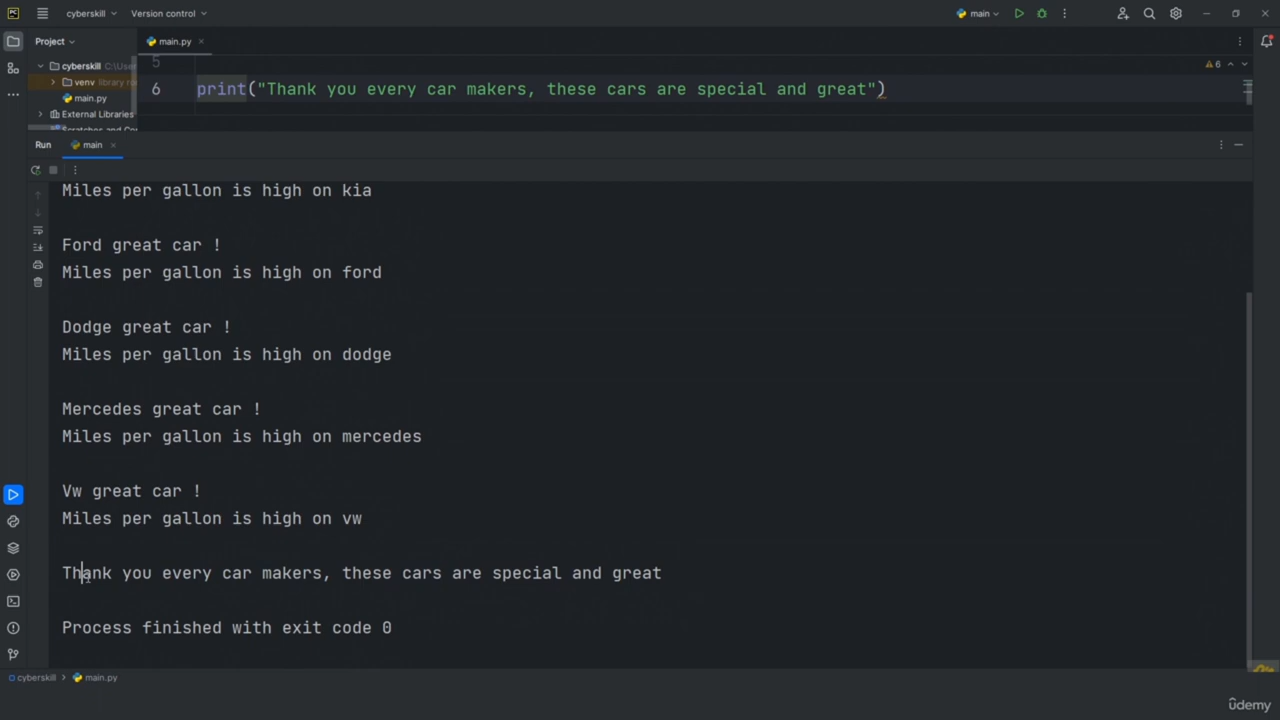 PC cyberskill Version control main
Project main.py
cyberskill C:\User
venv library ro
main.py
External Libraries
Scratches and Co
5
6 print("Thank you every car makers, these cars are special and great")
6
Run main
Miles per gallon is high on kia
Ford great car !
Miles per gallon is high on ford
Dodge great car !
Miles per gallon is high on dodge
Mercedes great car !
Miles per gallon is high on mercedes
Vw great car !
Miles per gallon is high on vw
Thank you every car makers, these cars are special and great
Process finished with exit code 0
cyberskill > main.py
udemy